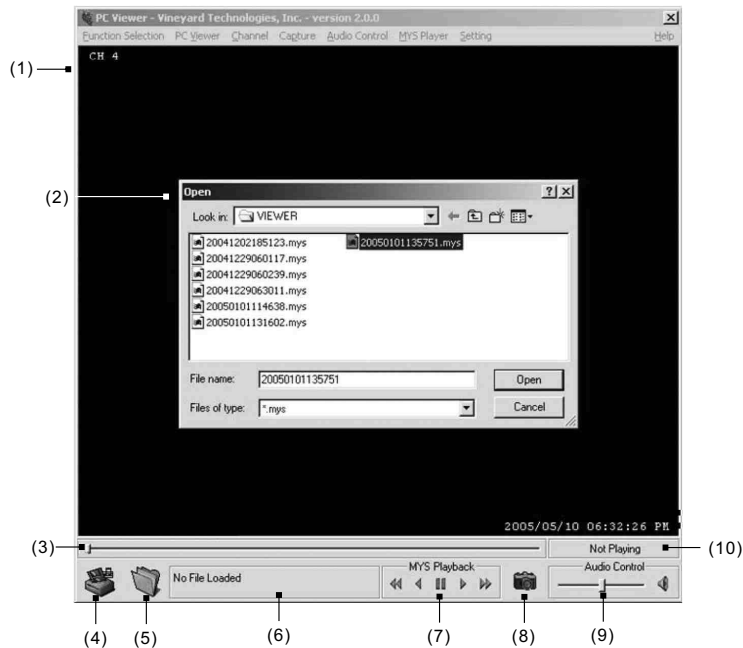 PC Viewer - Vineyard Technologies, Inc. - version 2.0.0
Function Selection PC Viewer Channel Capture Audio Control MYS Player Setting Help
CH 4
(1)
(2)
Open
Look in: VIEWER
20041202185123.mys 20050101135751.mys
20041229060117.mys
20041229060239.mys
20041229063011.mys
20050101114638.mys
20050101131602.mys
File name: 20050101135751 Open
Files of type: *.mys Cancel
2005/05/10 06:32:26 PM
(3)
Not Playing
(10)
No File Loaded
MYS Playback
Audio Control
(4) (5) (6) (7) (8) (9)